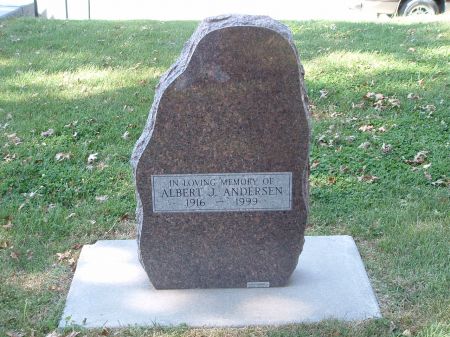 IN LOVING MEMORY OF
ALBERT J. ANDERSEN
1916 — 1999